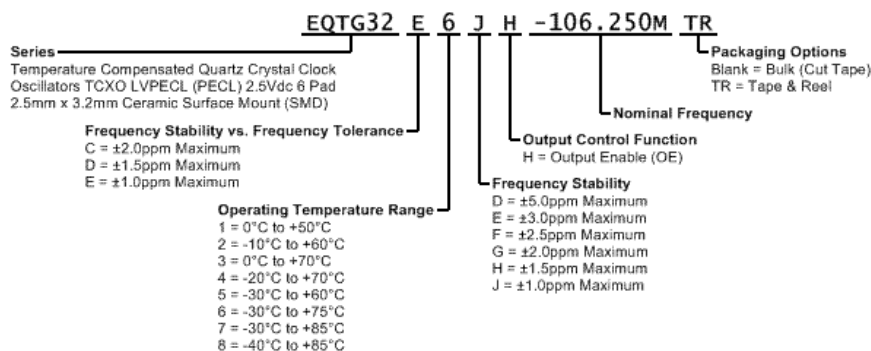 EQTG32 E 6 J H -106.250M TR
Series
Temperature Compensated Quartz Crystal Clock
Oscillators TCXO LVPECL (PECL) 2.5Vdc 6 Pad
2.5mm x 3.2mm Ceramic Surface Mount (SMD)
Frequency Stability vs. Frequency Tolerance
C = ±2.0ppm Maximum
D = ±1.5ppm Maximum
E = ±1.0ppm Maximum
Operating Temperature Range
1 = 0°C to +50°C
2 = -10°C to +60°C
3 = 0°C to +70°C
4 = -20°C to +70°C
5 = -30°C to +60°C
6 = -30°C to +75°C
7 = -30°C to +85°C
8 = -40°C to +85°C
Packaging Options
Blank = Bulk (Cut Tape)
TR = Tape & Reel
Nominal Frequency
Output Control Function
H = Output Enable (OE)
Frequency Stability
D = ±5.0ppm Maximum
E = ±3.0ppm Maximum
F = ±2.5ppm Maximum
G = ±2.0ppm Maximum
H = ±1.5ppm Maximum
J = ±1.0ppm Maximum